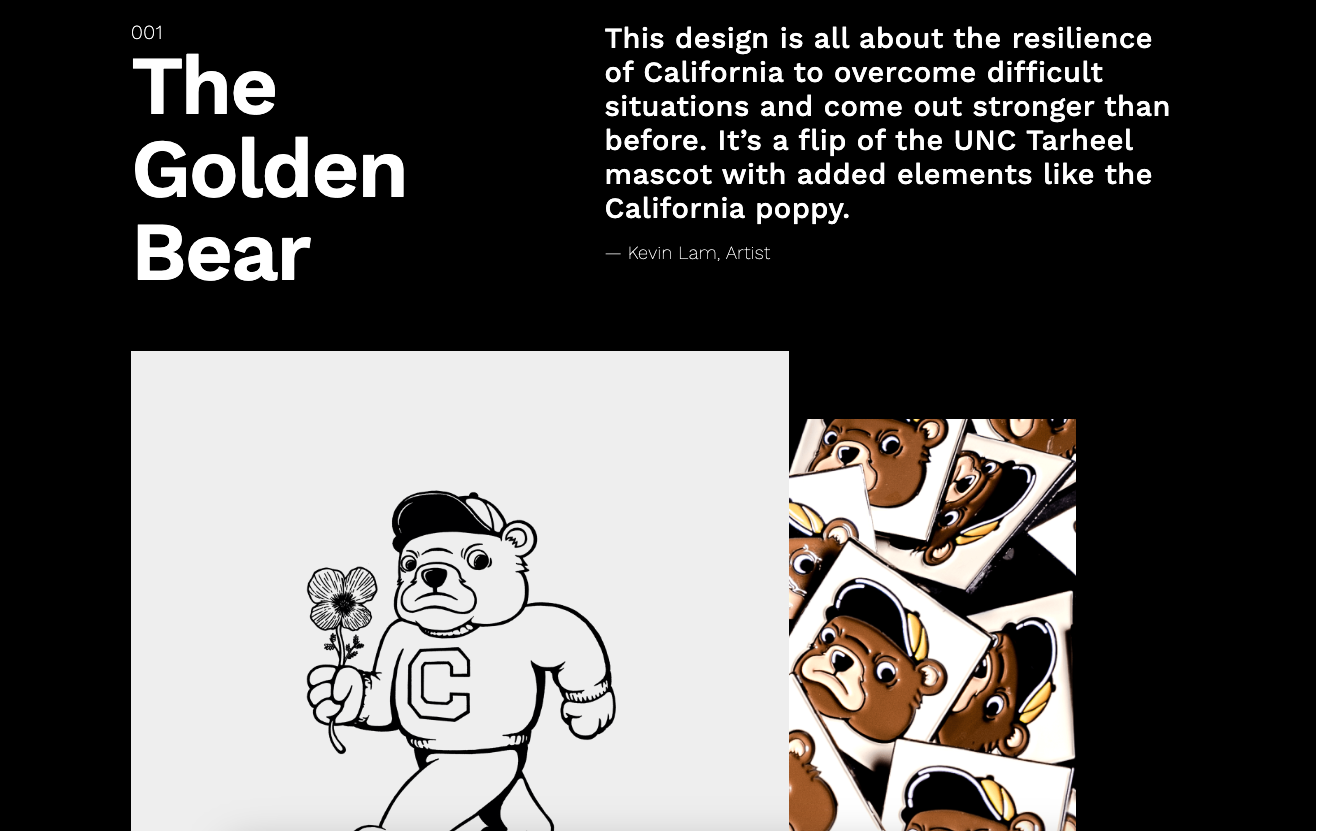 001
The
Golden
Bear
This design is all about the resilience
of California to overcome difficult
situations and come out stronger than
before. It’s a flip of the UNC Tarheel
mascot with added elements like the
California poppy.
— Kevin Lam, Artist
C